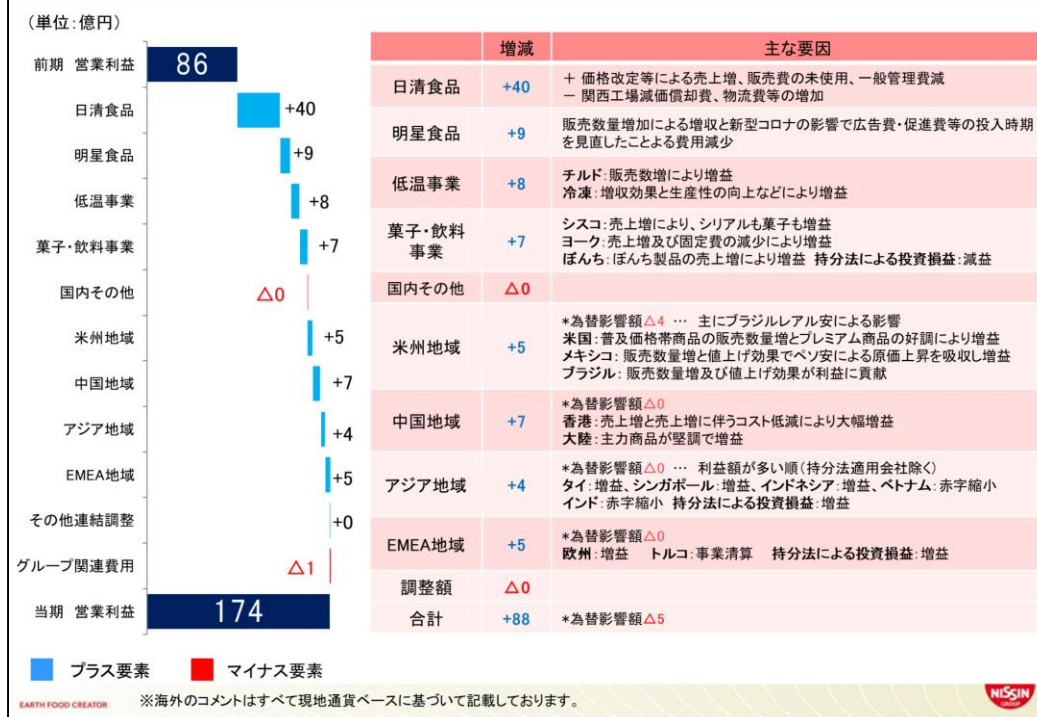 (単位:億円)
前期 営業利益
86
日清食品
+40
明星食品
+9
低温事業
+8
菓子・飲料事業
+7
国内その他
△0
米州地域
+5
中国地域
+7
アジア地域
+4
EMEA地域
+5
その他連結調整
+0
グループ関連費用
△1
当期 営業利益
174
プラス要素
マイナス要素
増減 主な要因
日清食品 +40 + 価格改定等による売上増、販売費の未使用、一般管理費減
- 関西工場減価償却費、物流費等の増加
明星食品 +9 販売数量増加による増収と新型コロナの影響で広告費・促進費等の投入時期
を見直したことよる費用減少
低温事業 +8 チルド:販売数増により増益
冷凍:増収効果と生産性の向上などにより増益
菓子・飲料
事業
+7 シスコ:売上増により、シリアルも菓子も増益
ヨーク:売上増及び固定費の減少により増益
ぼんち:ぼんち製品の売上増により増益 持分法による投資損益:減益
国内その他 △0
米州地域 +5 *為替影響額△4 … 主にブラジルレアル安による影響
米国:普及価格帯商品の販売数量増とプレミアム商品の好調により増益
メキシコ:販売数量増と値上げ効果でペソ安による原価上昇を吸収し増益
ブラジル:販売数量増及び値上げ効果が利益に貢献
中国地域 +7 *為替影響額△0
香港:売上増と売上増に伴うコスト低減により大幅増益
大陸:主力商品が堅調で増益
アジア地域 +4 *為替影響額△0 … 利益額が多い順(持分法適用会社除く)
タイ:増益、シンガポール:増益、インドネシア:増益、ベトナム:赤字縮小
インド:赤字縮小 持分法による投資損益:増益
EMEA地域 +5 *為替影響額△0
欧州:増益 トルコ:事業清算 持分法による投資損益:増益
調整額 △0
合計 +88 *為替影響額△5
EARTH FOOD CREATOR
※海外のコメントはすべて現地通貨ベースに基づいて記載しております。
NISSIN
GROUP